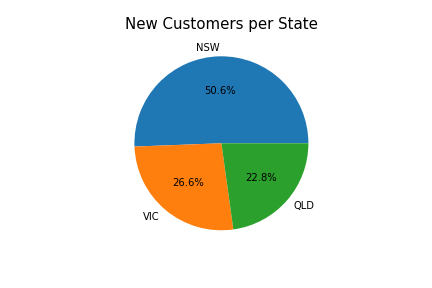 New Customers per State
NSW
50.6%
26.6%
22.8%
VIC
QLD